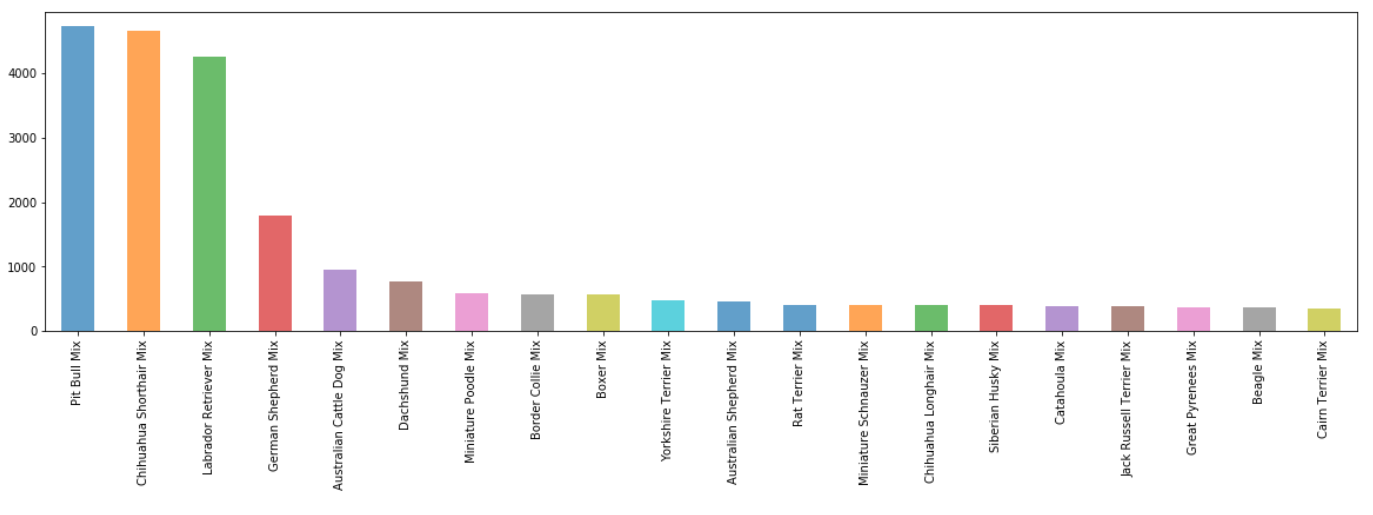 4000
3000
2000
1000
0
Pit Bull Mix
Chihuahua Shorthair Mix
Labrador Retriever Mix
German Shepherd Mix
Australian Cattle Dog Mix
Dachshund Mix
Miniature Poodle Mix
Border Collie Mix
Boxer Mix
Yorkshire Terrier Mix
Australian Shepherd Mix
Rat Terrier Mix
Miniature Schnauzer Mix
Chihuahua Longhair Mix
Siberian Husky Mix
Catahoula Mix
Jack Russell Terrier Mix
Great Pyrenees Mix
Beagle Mix
Cairn Terrier Mix